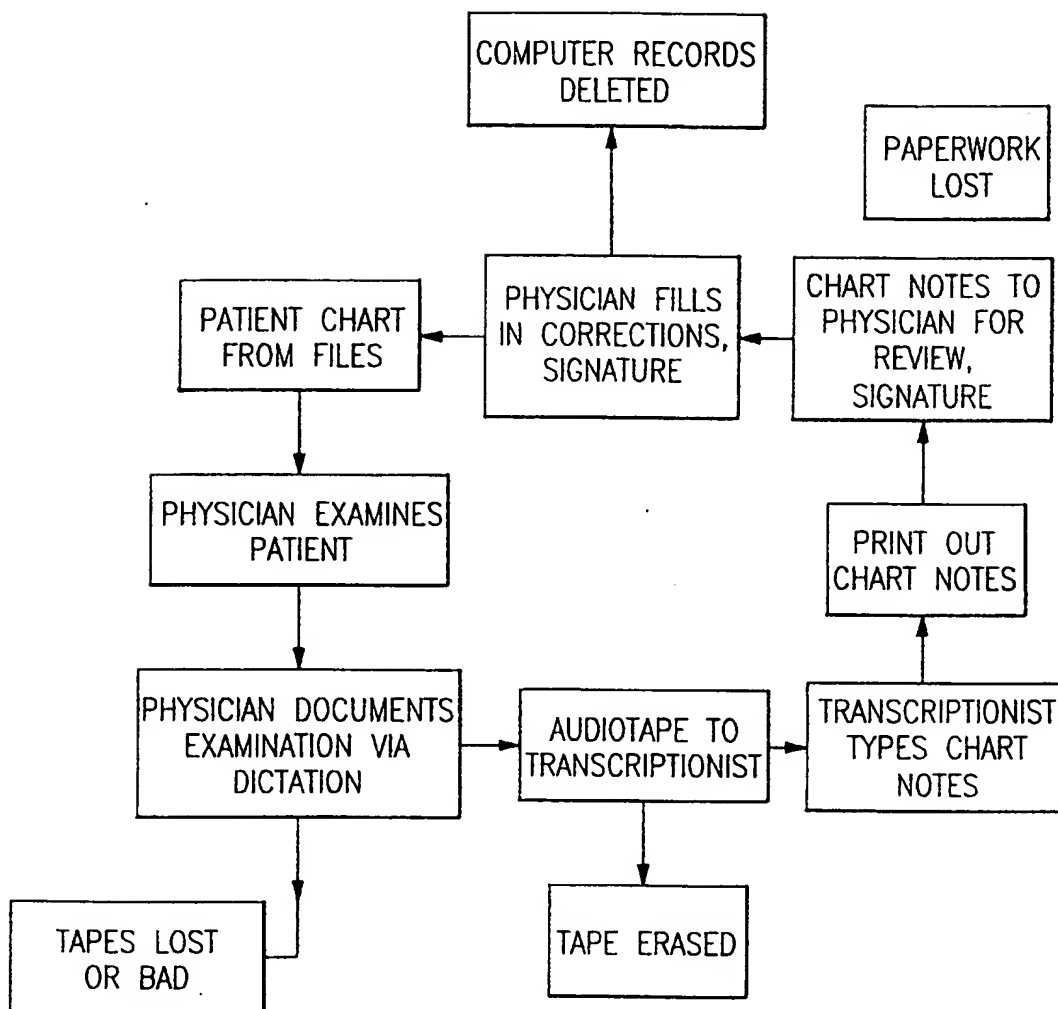 COMPUTER RECORDS
DELETED
PAPERWORK
LOST
PATIENT CHART
FROM FILES
PHYSICIAN FILLS
IN CORRECTIONS,
SIGNATURE
CHART NOTES TO
PHYSICIAN FOR
REVIEW,
SIGNATURE
PHYSICIAN EXAMINES
PATIENT
PRINT OUT
CHART NOTES
PHYSICIAN DOCUMENTS
EXAMINATION VIA
DICTATION
AUDIOTAPE TO
TRANSCRIPTIONIST
TRANSCRIPTIONIST
TYPES CHART
NOTES
TAPES LOST
OR BAD
TAPE ERASED